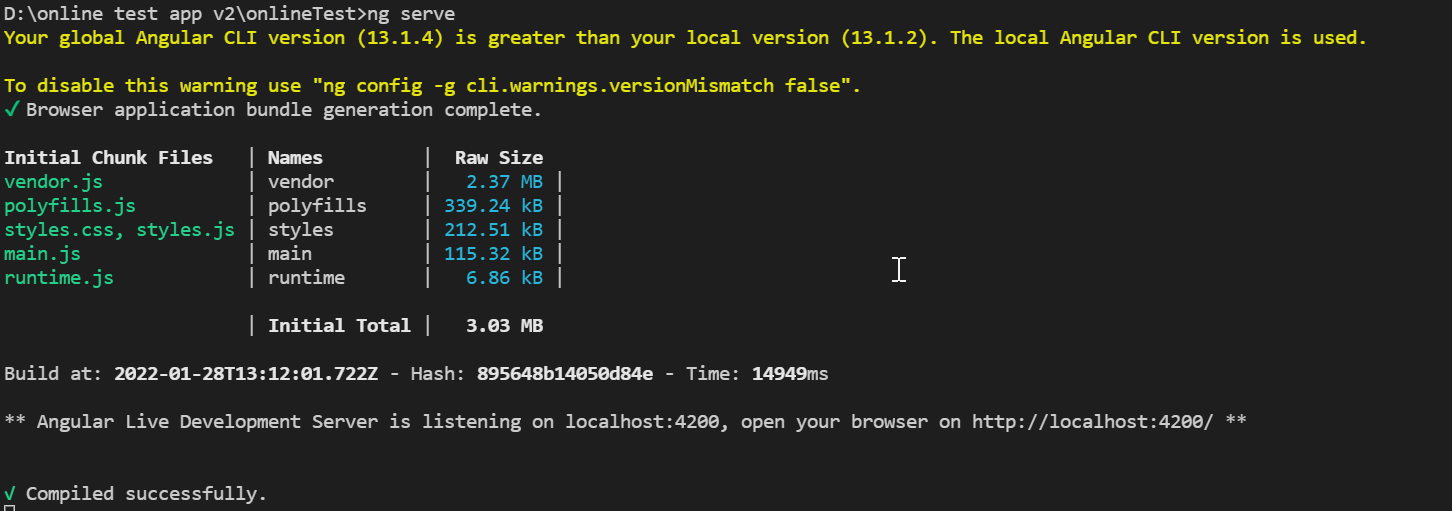 D:\online test app v2\onlineTest>ng serve
Your global Angular CLI version (13.1.4) is greater than your local version (13.1.2). The local Angular CLI version is used.
To disable this warning use "ng config -g cli.warnings.versionMismatch false".
✓ Browser application bundle generation complete.
Initial Chunk Files | Names | Raw Size
vendor.js | vendor | 2.37 MB |
polyfills.js | polyfills | 339.24 kB |
styles.css, styles.js | styles | 212.51 kB |
main.js | main | 115.32 kB |
runtime.js | runtime | 6.86 kB |
| Initial Total | 3.03 MB
Build at: 2022-01-28T13:12:01.722Z - Hash: 895648b14050d84e - Time: 14949ms
** Angular Live Development Server is listening on localhost:4200, open your browser on http://localhost:4200/ **
√ Compiled successfully.